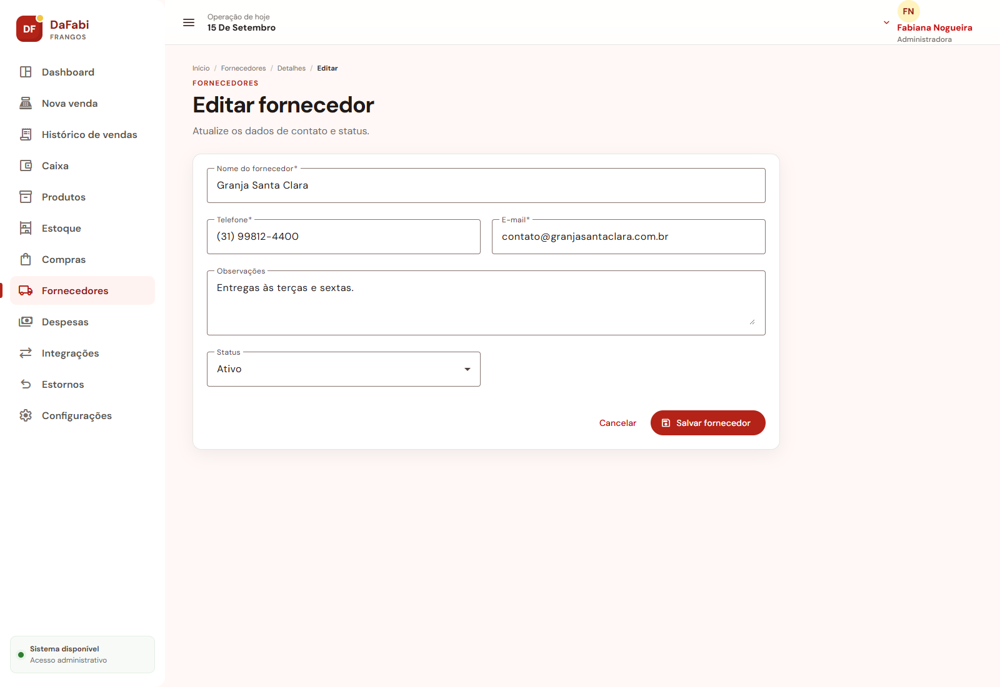 DF
DaFabi
FRANGOS
Dashboard
Nova venda
Histórico de vendas
Caixa
Produtos
Estoque
Compras
Fornecedores
Despesas
Integrações
Estornos
Configurações
Sistema disponível
Acesso administrativo
Operação de hoje
15 De Setembro
FN
Fabiana Nogueira
Administradora
Início / Fornecedores / Detalhes / Editar
FORNECEDORES
Editar fornecedor
Atualize os dados de contato e status.
Nome do fornecedor*
Granja Santa Clara
Telefone*
(31) 99812-4400
E-mail*
contato@granjasantaclara.com.br
Observações
Entregas às terças e sextas.
Status
Ativo
Cancelar
Salvar fornecedor